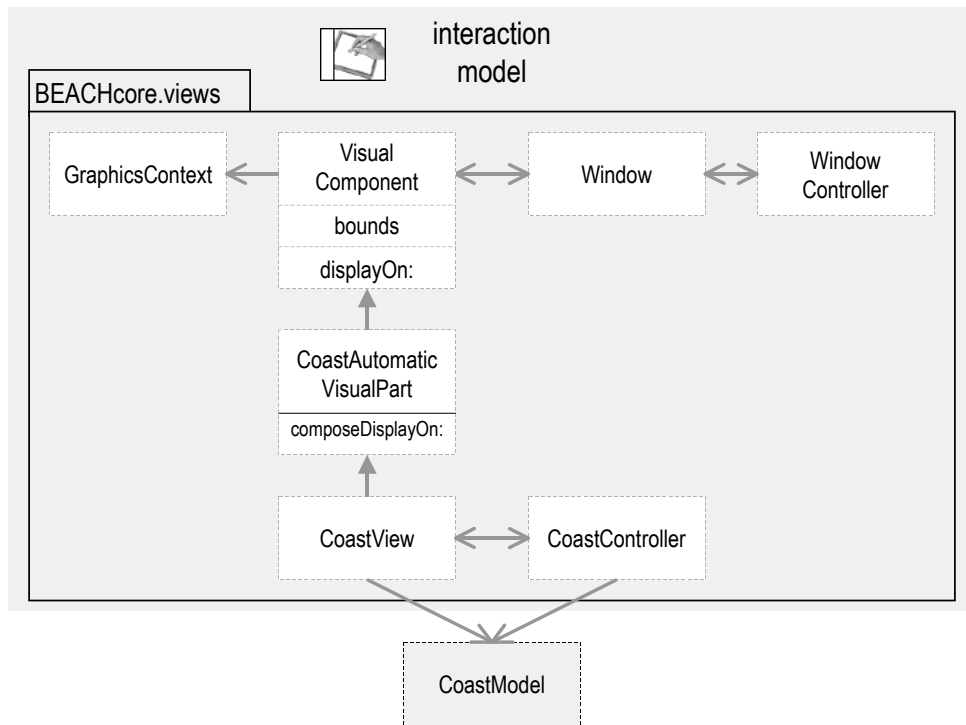 interaction
model
BEACHcore.views
GraphicsContext
Visual
Component
bounds
displayOn:
Window
Window
Controller
CoastAutomatic
VisualPart
composeDisplayOn:
CoastView
CoastController
CoastModel